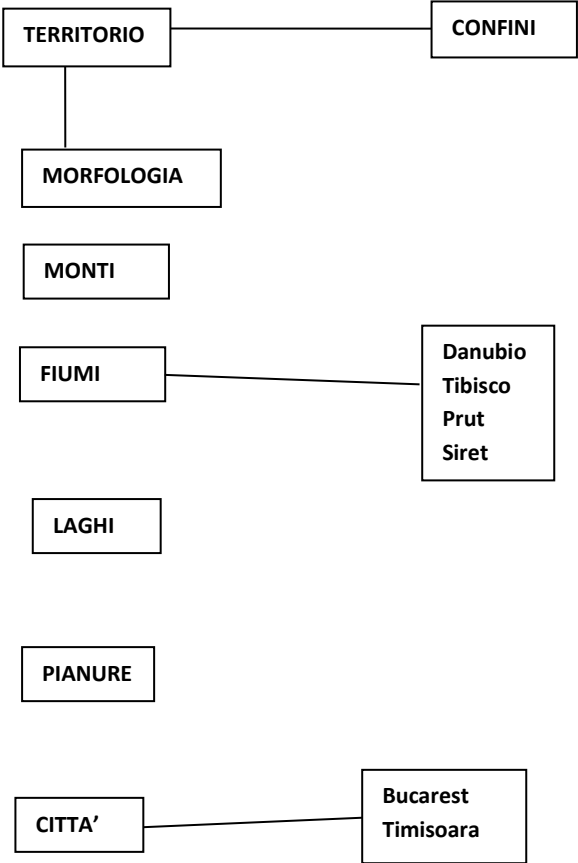 TERRITORIO
CONFINI
MORFOLOGIA
MONTI
FIUMI
Danubio
Tibisco
Prut
Siret
LAGHI
PIANURE
CITTA’
Bucarest
Timisoara